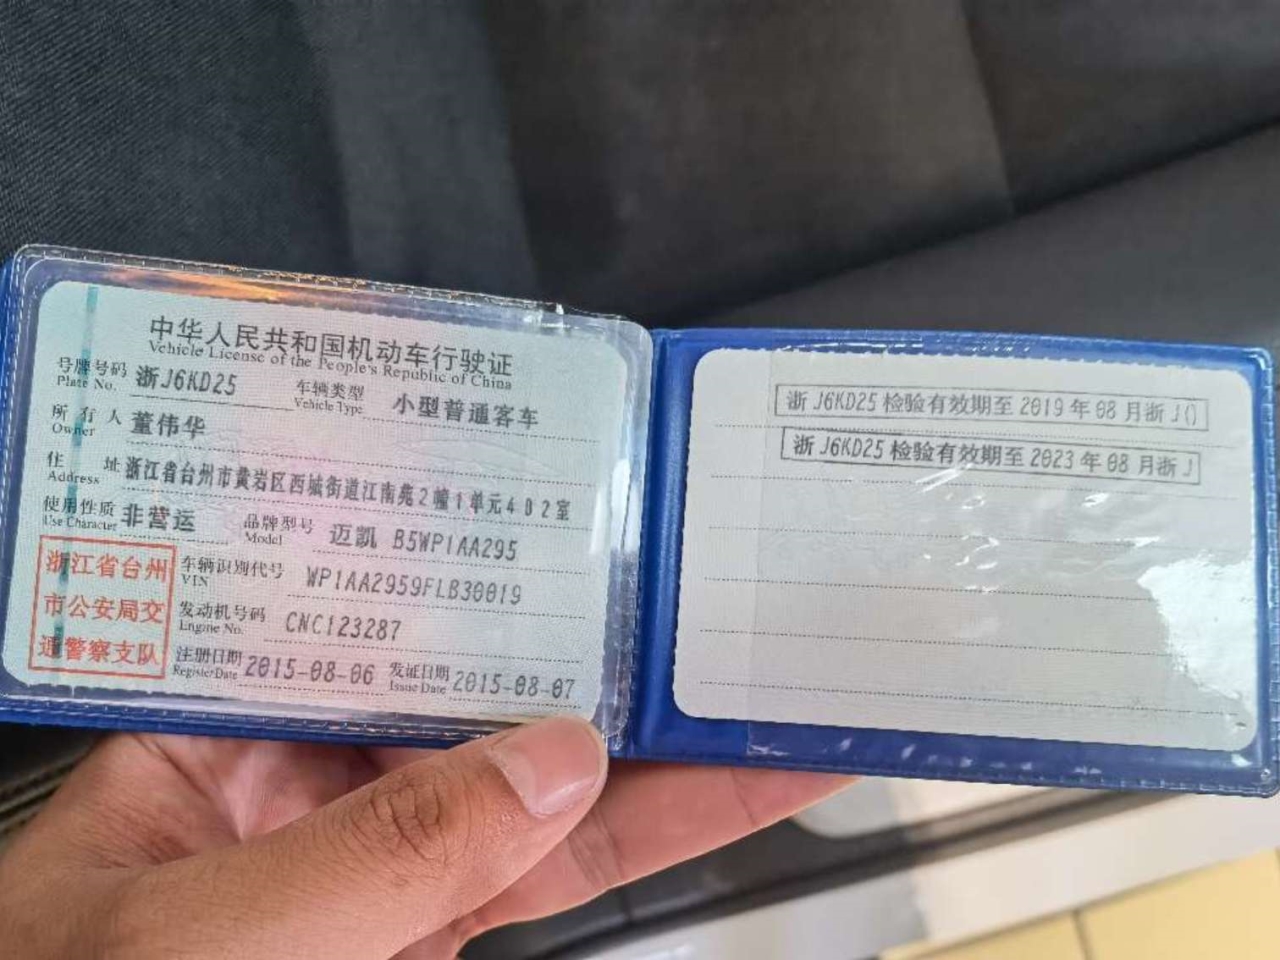 中华人民共和国机动车行驶证
Vehicle License of the People's Republic of China
号牌号码 浙J6KD25 车辆类型 小型普通客车
Plate No. Vehicle Type
所有人 董伟华
Owner
住址 浙江省台州市黄岩区西城街道江南苑2幢1单元402室
Address
使用性质 非营运 品牌型号 迈凯 B5WP1AA295
Use Character Model
浙江省台州
市公安局交
通警察支队
车辆识别代号 WP1AA2959FLB30019
VIN
发动机号码 CNC123287
Engine No.
注册日期 2015-08-06 发证日期 2015-08-07
Register Date Issue Date
浙J6KD25检验有效期至2019年08月浙J()
浙J6KD25检验有效期至2023年08月浙J